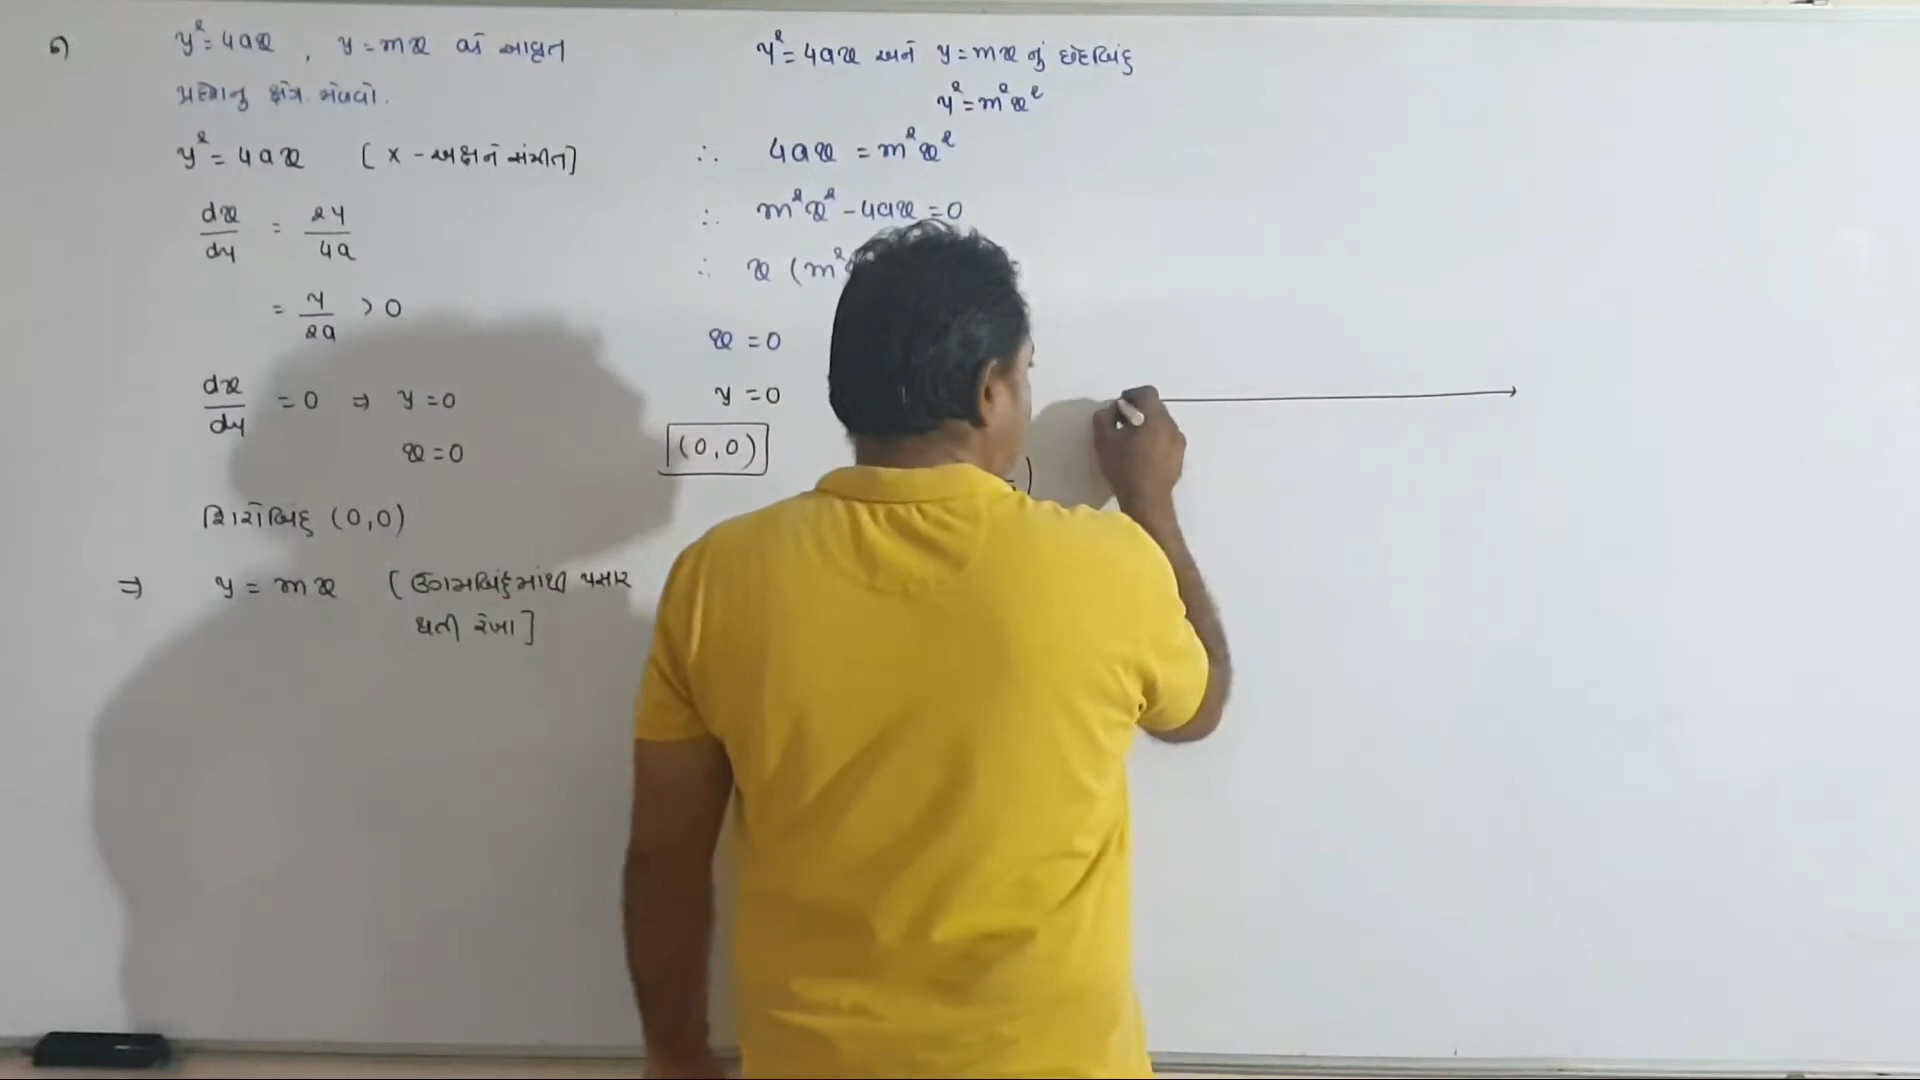 ૧) y² = 4ax , y = mx વડે આવૃત
પ્રદેશનું ક્ષેત્ર. મેળવો.
y² = 4ax [ x - અક્ષને સંમીત]
dx/dy = 2y/4a
= y/2a > 0
dx/dy = 0 ⇒ y = 0
x = 0
શિરોબિંદુ (0,0)
⇒ y = mx ( ઉગમબિંદુમાંથી પસાર
થતી રેખા ]
y² = 4ax અને y = mx નું છેદબિંદુ
y² = m²x²
∴ 4ax = m²x²
∴ m²x² - 4ax = 0
∴ x (m²
x = 0
y = 0
(0,0)
)